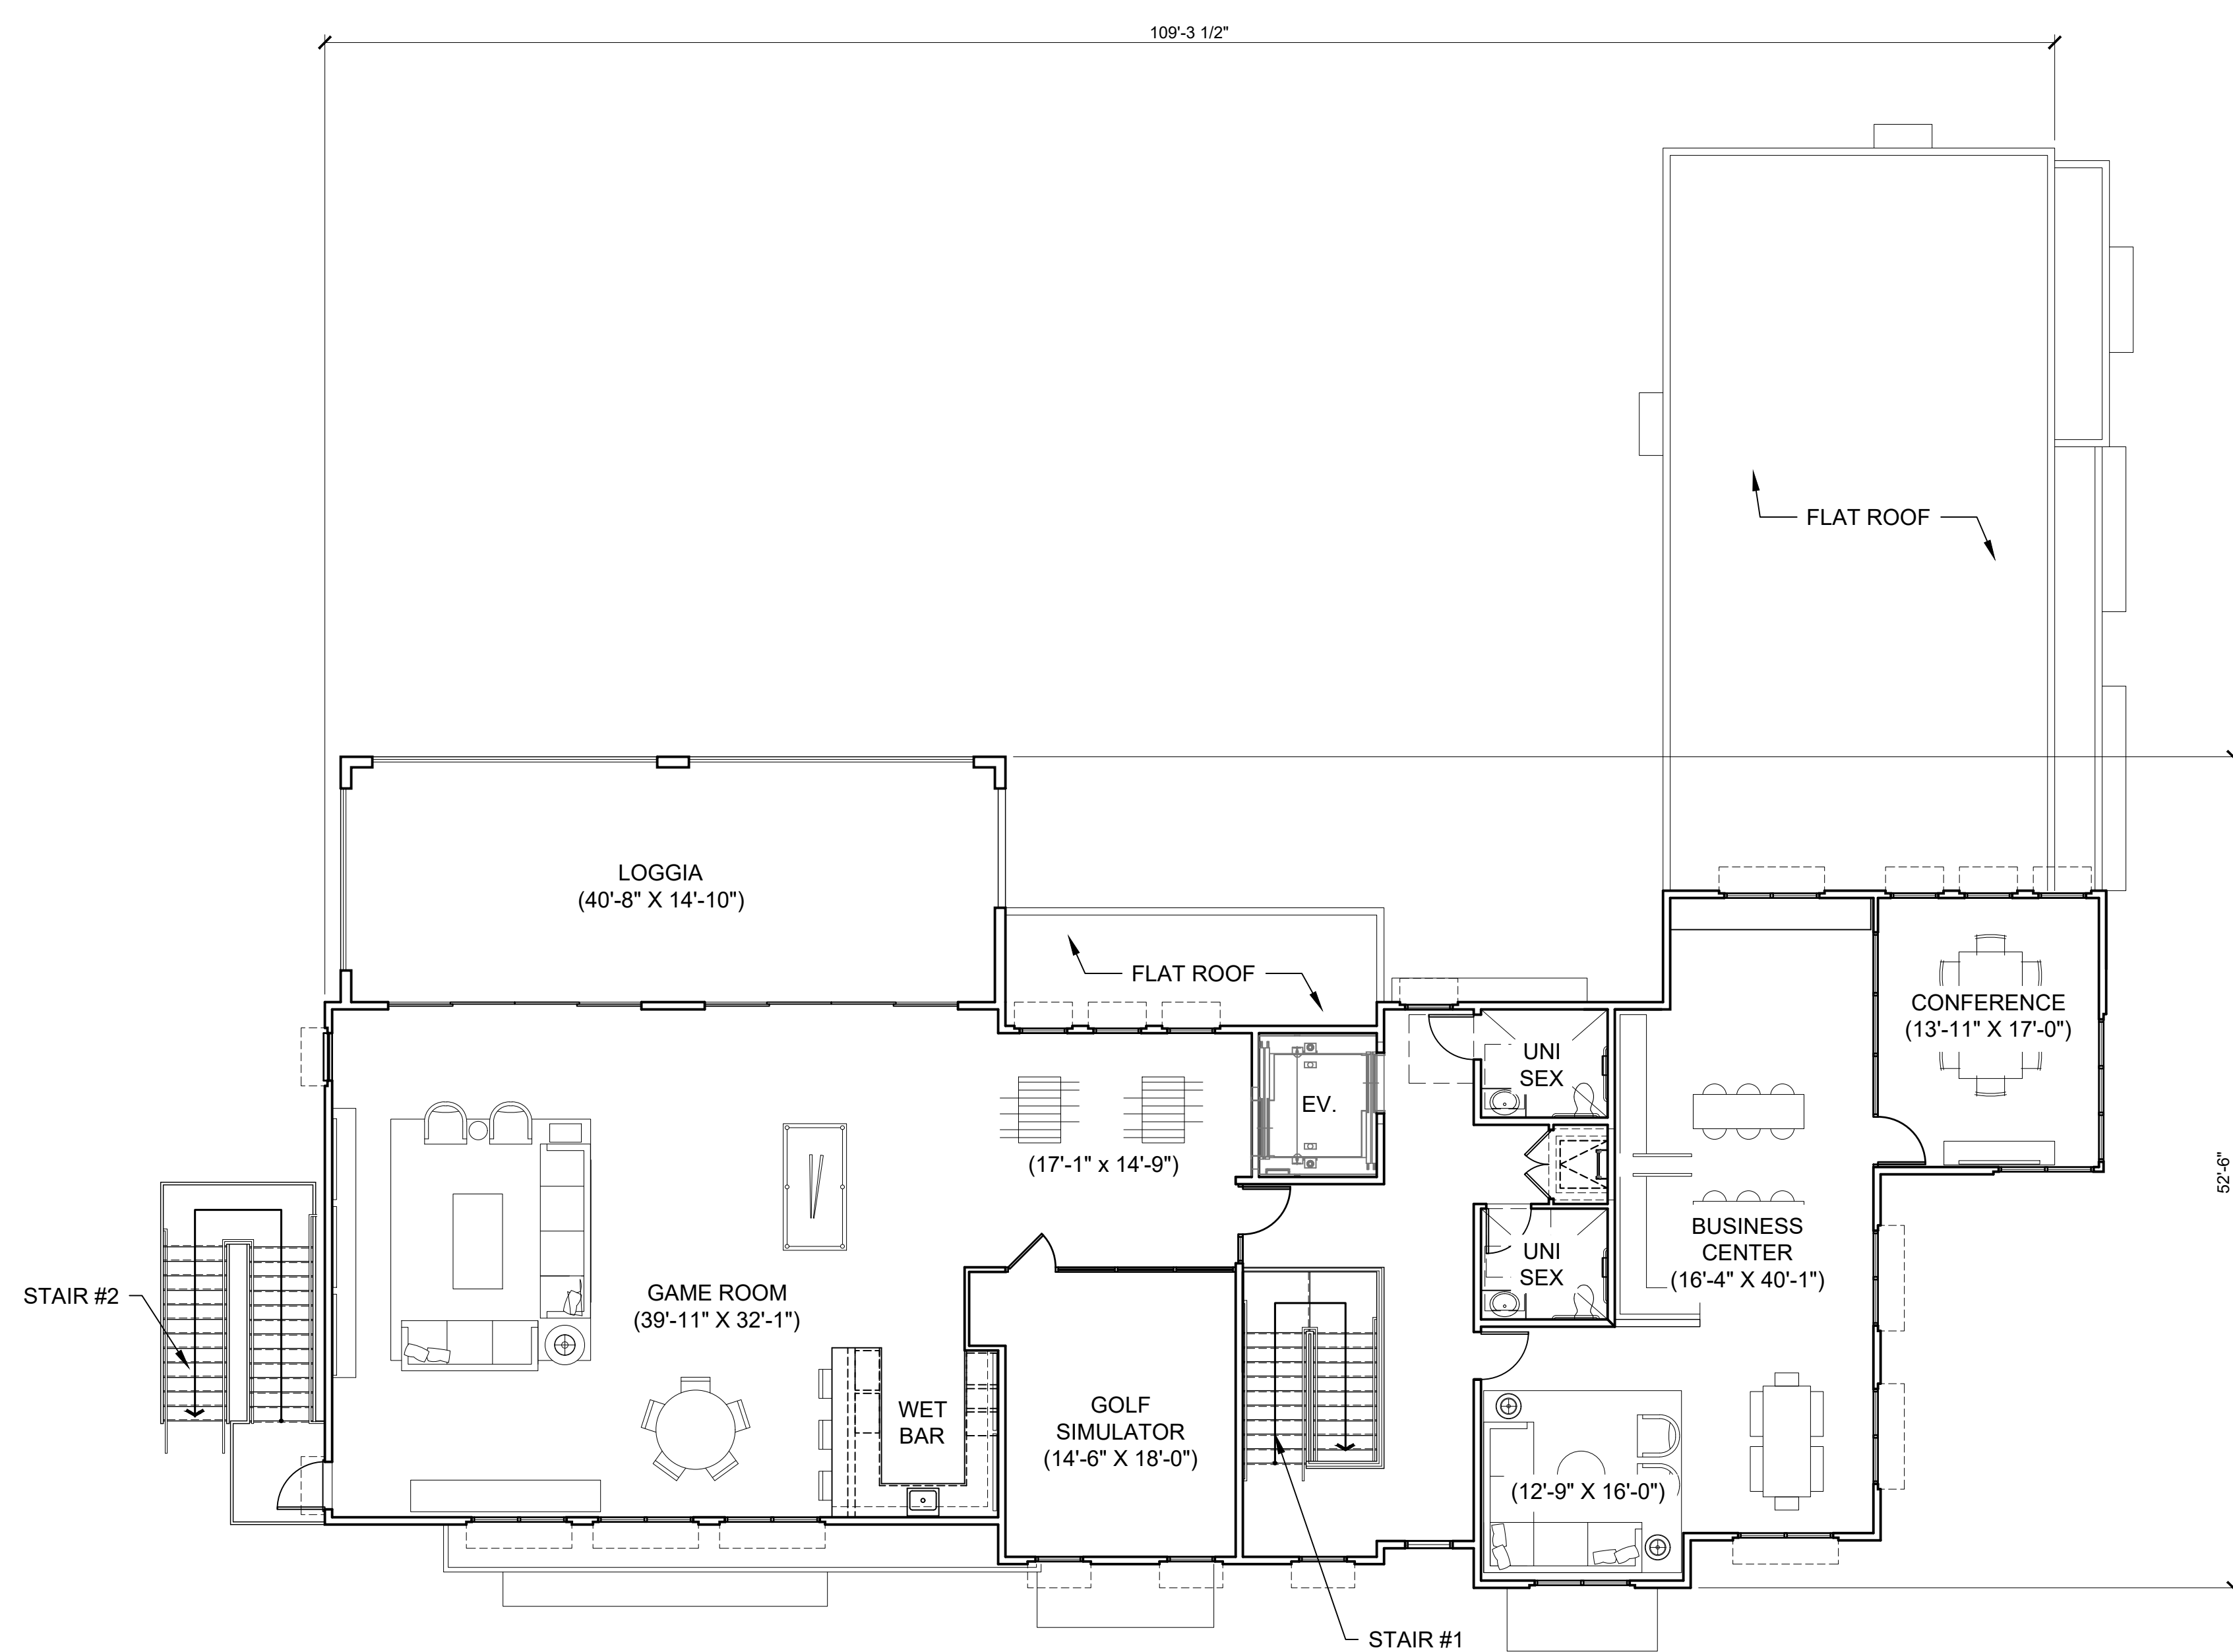 109'-3 1/2"
FLAT ROOF
LOGGIA
(40'-8" X 14'-10")
FLAT ROOF
CONFERENCE
(13'-11" X 17'-0")
UNI
SEX
EV.
(17'-1" x 14'-9")
52'-6"
BUSINESS
CENTER
(16'-4" X 40'-1")
UNI
SEX
STAIR #2
GAME ROOM
(39'-11" X 32'-1")
WET
BAR
GOLF
SIMULATOR
(14'-6" X 18'-0")
(12'-9" X 16'-0")
STAIR #1